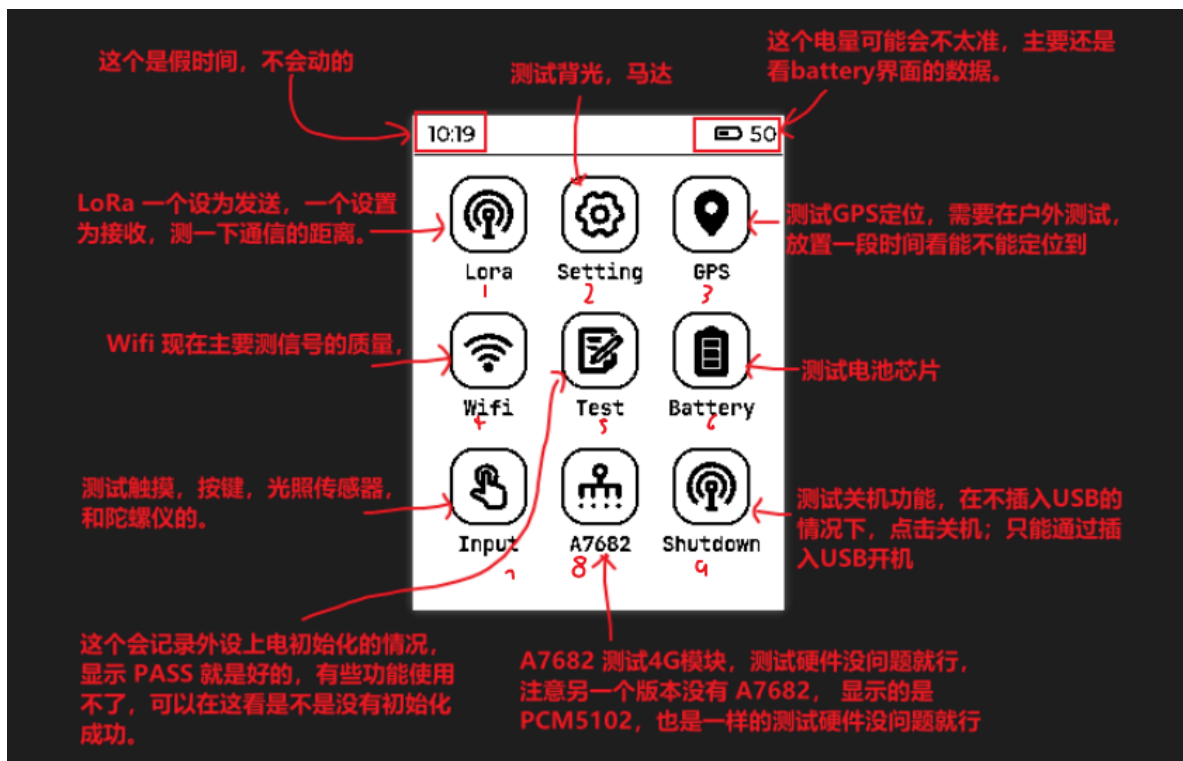 这个是假时间，不会动的
测试背光，马达
这个电量可能会不太准，主要还是
看battery界面的数据。
10:19
50
LoRa 一个设为发送，一个设置
为接收，测一下通信的距离。
测试GPS定位，需要在户外测试，
放置一段时间看能不能定位到
Lora
Setting
GPS
1
2
3
Wifi 现在主要测信号的质量，
测试电池芯片
Wifi
Test
Battery
4
5
6
测试触摸，按键，光照传感器，
和陀螺仪的。
测试关机功能，在不插入USB的
情况下，点击关机；只能通过插
入USB开机
Input
A7682
Shutdown
7
8
9
这个会记录外设上电初始化的情况，
显示 PASS 就是好的，有些功能使用
不了，可以在这看是不是没有初始化
成功。
A7682 测试4G模块，测试硬件没问题就行，
注意另一个版本没有 A7682， 显示的是
PCM5102，也是一样的测试硬件没问题就行